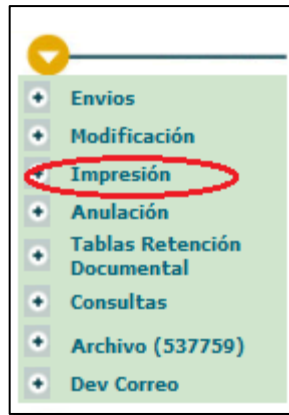 Envios
Modificación
Impresión
Anulación
Tablas Retención
Documental
Consultas
Archivo (537759)
Dev Correo